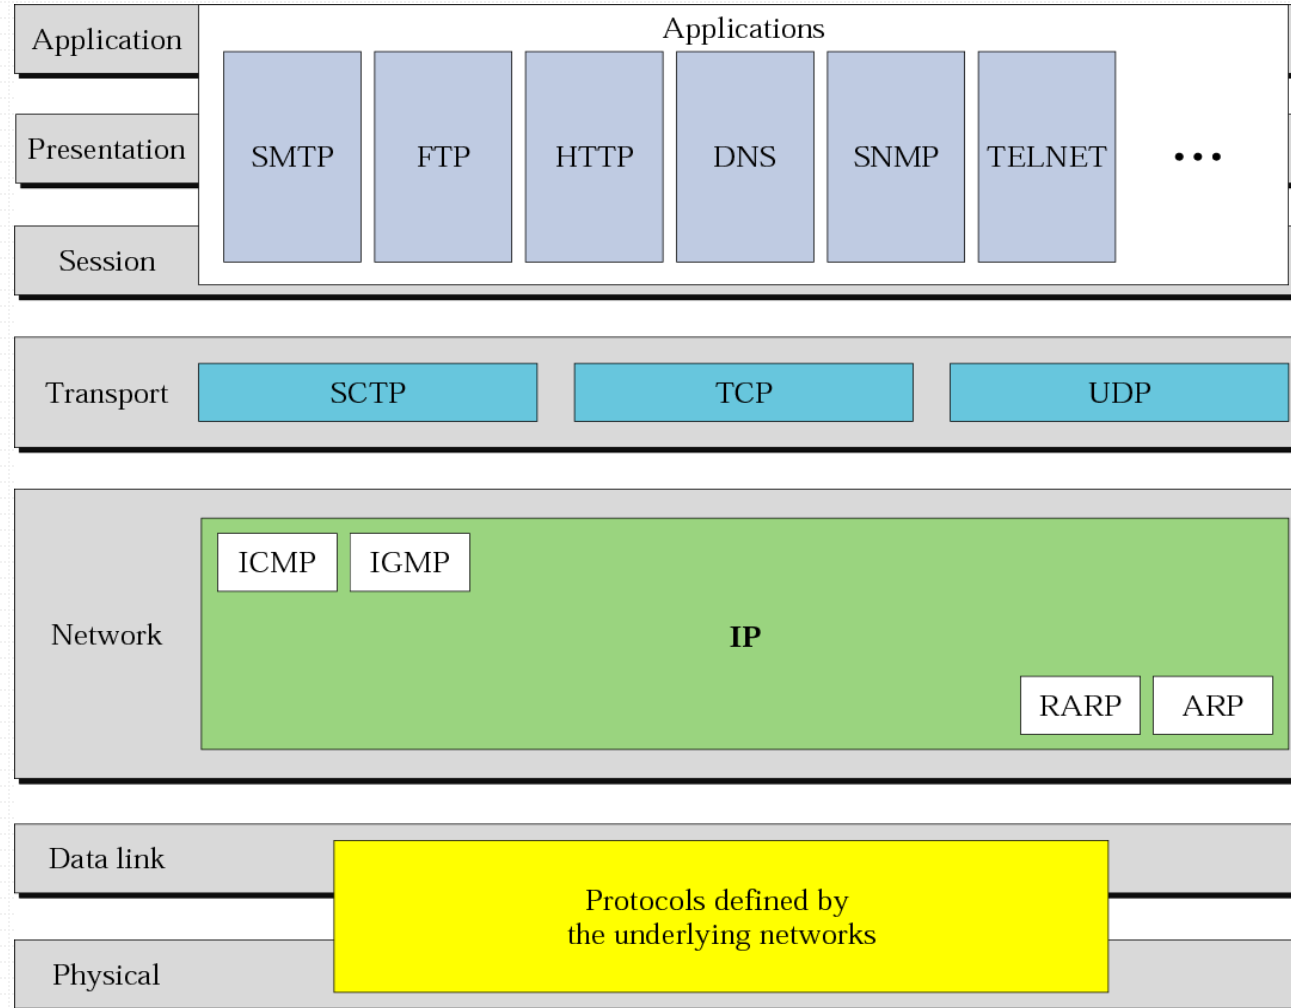 Application
Applications
Presentation
SMTP
FTP
HTTP
DNS
SNMP
TELNET
...
Session
Transport
SCTP
TCP
UDP
Network
ICMP
IGMP
IP
RARP
ARP
Data link
Protocols defined by
the underlying networks
Physical